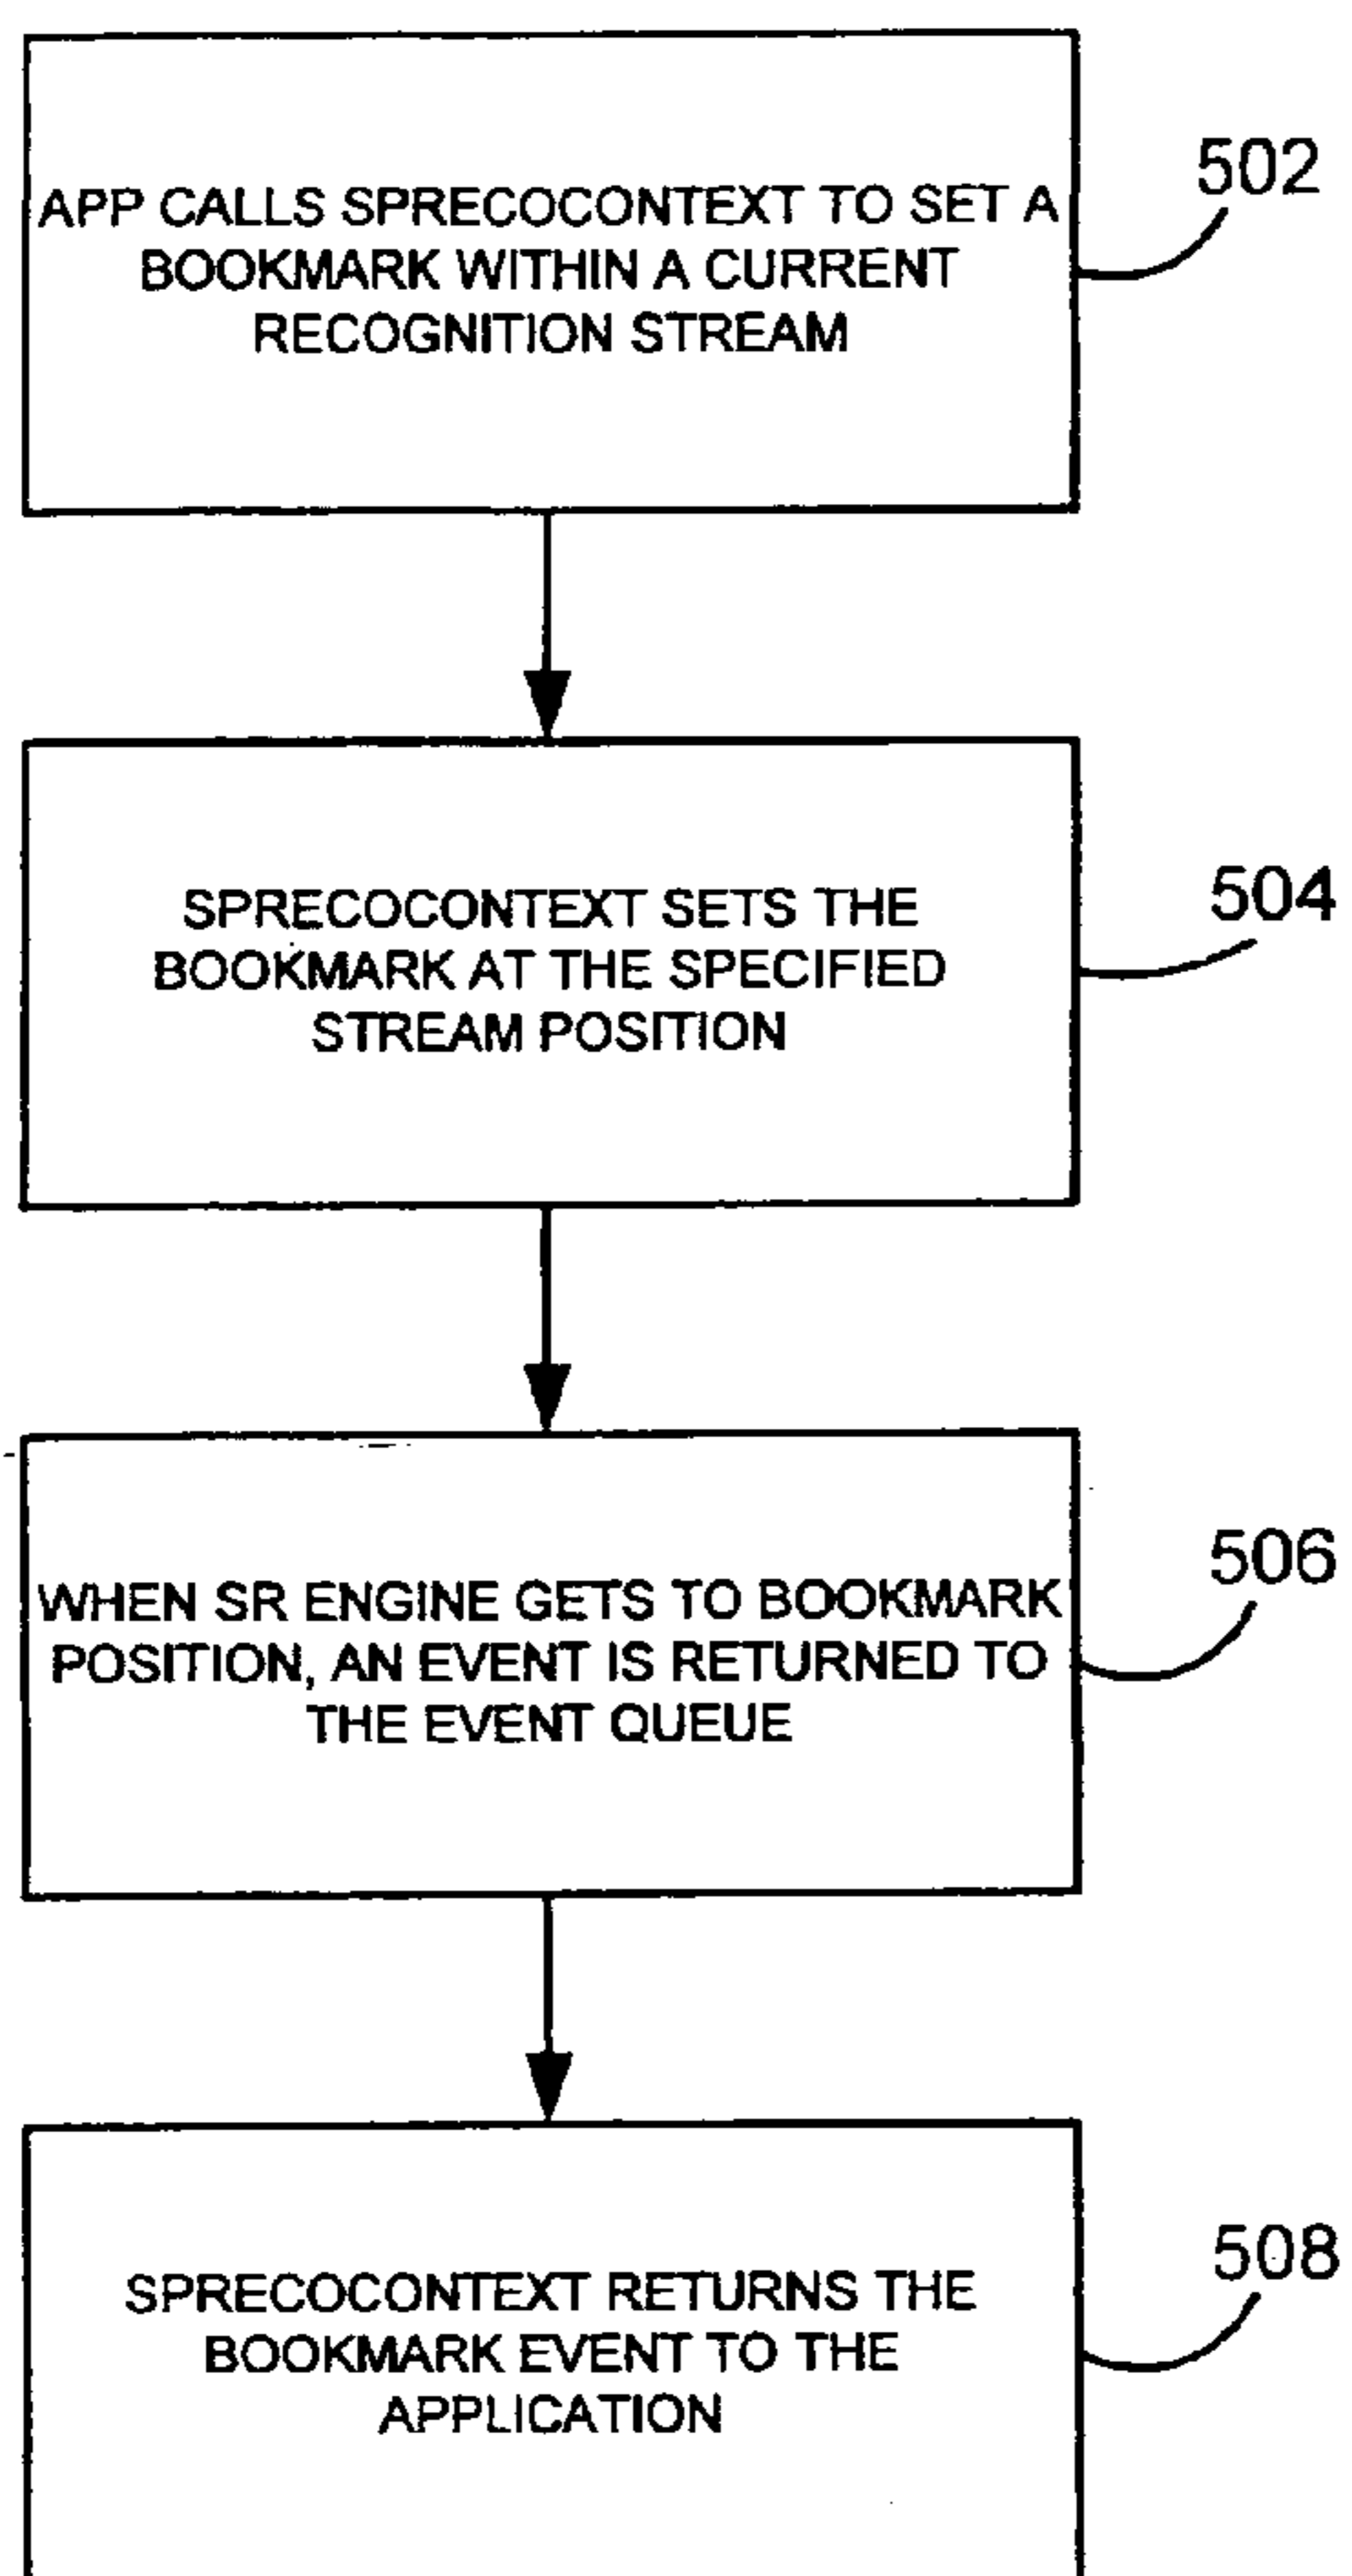 APP CALLS SPRECOCONTEXT TO SET A
BOOKMARK WITHIN A CURRENT
RECOGNITION STREAM
502
SPRECOCONTEXT SETS THE
BOOKMARK AT THE SPECIFIED
STREAM POSITION
504
WHEN SR ENGINE GETS TO BOOKMARK
POSITION, AN EVENT IS RETURNED TO
THE EVENT QUEUE
506
SPRECOCONTEXT RETURNS THE
BOOKMARK EVENT TO THE
APPLICATION
508